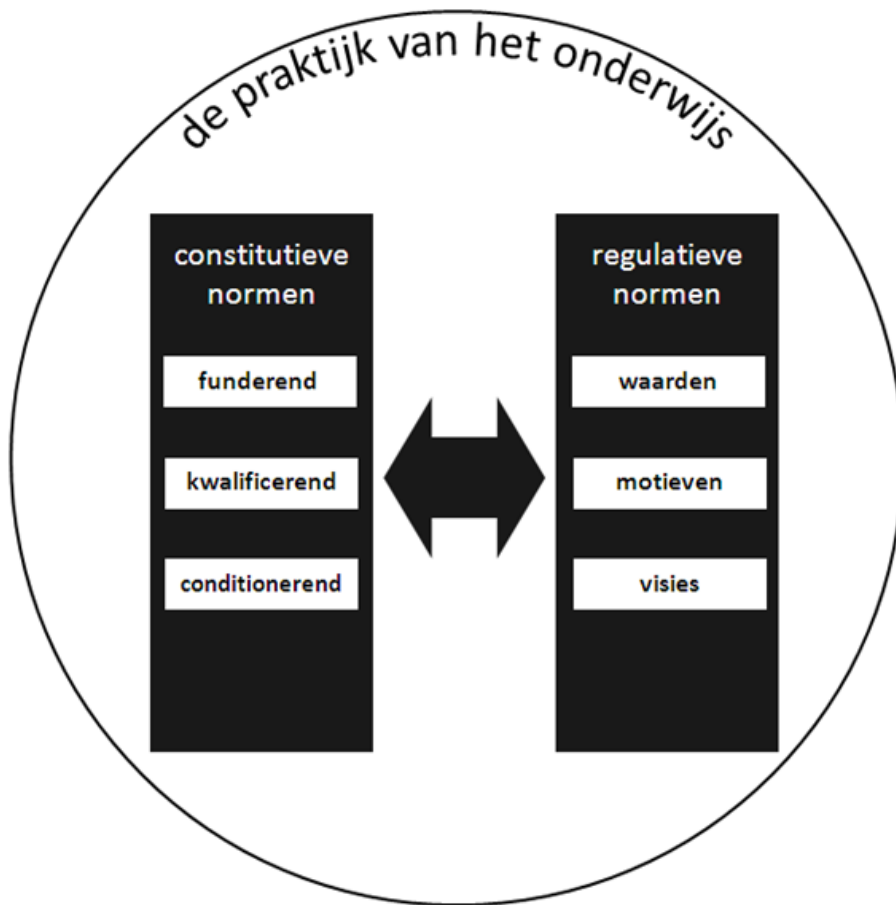 de praktijk van het onderwijs
constitutieve
normen
funderend
kwalificerend
conditionerend
regulatieve
normen
waarden
motieven
visies